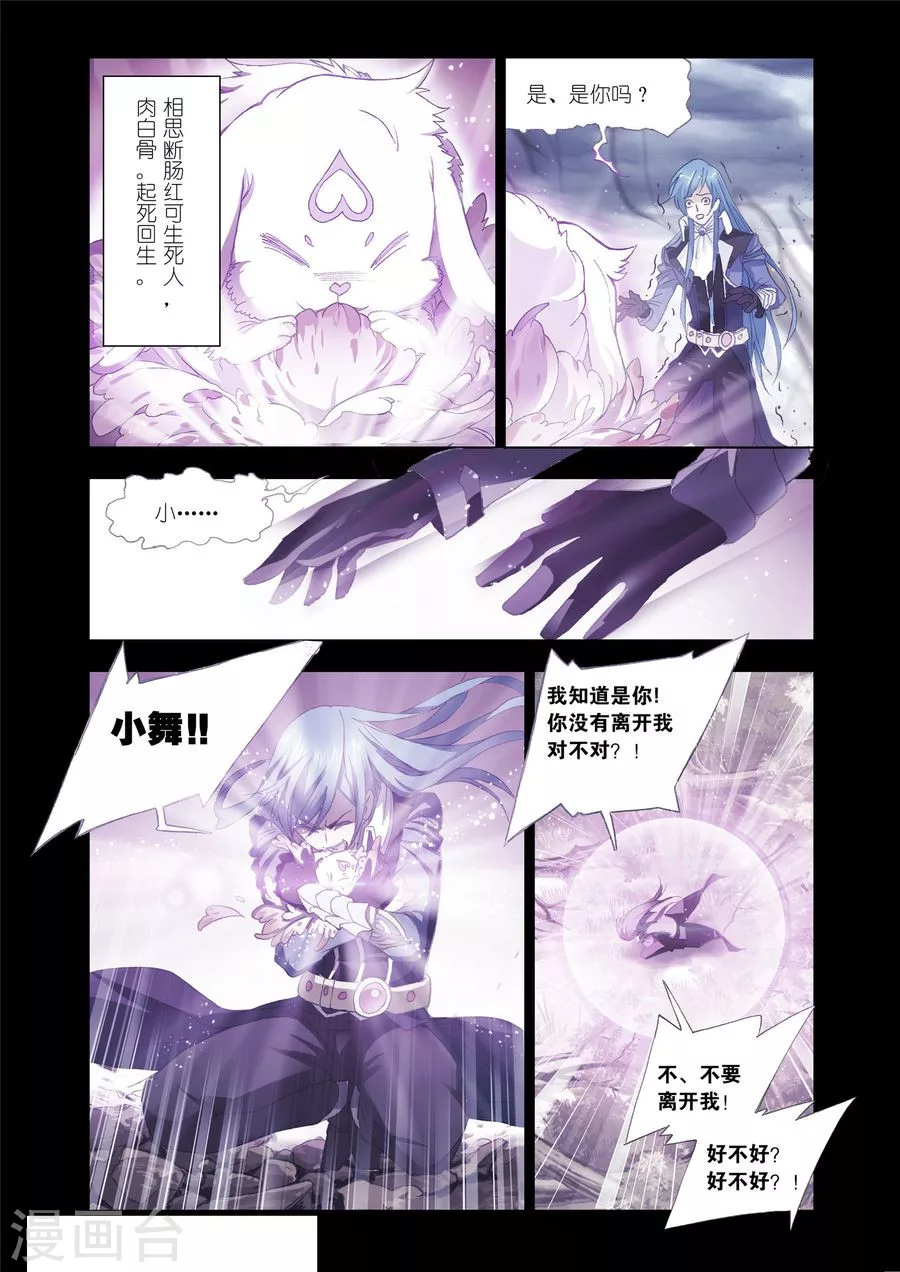 相思断肠红可生死人，
肉白骨。起死回生。
是、是你吗？
小……
小舞!!
我知道是你!
你没有离开我
对不对？!
不、不要
离开我!
好不好?
好不好？!
漫画台